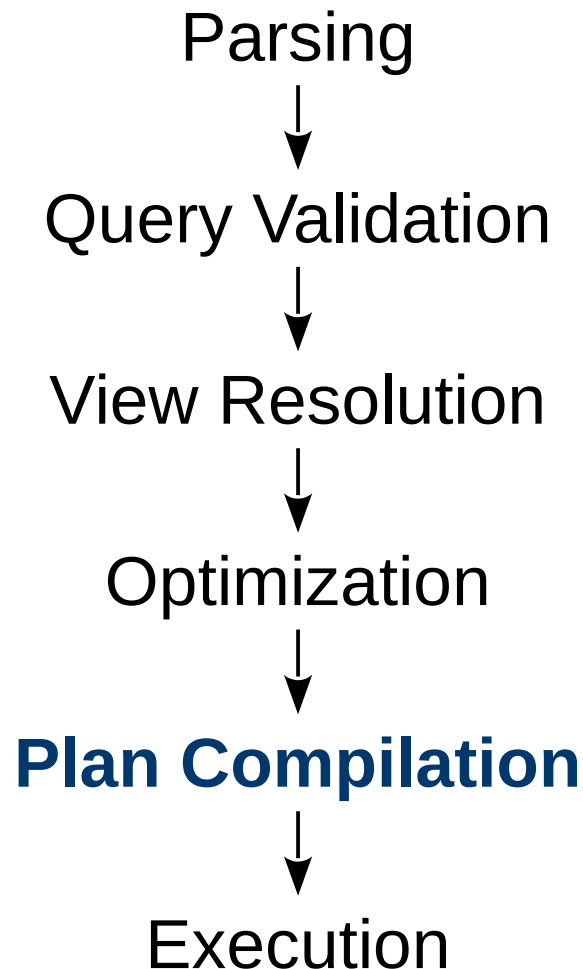 Parsing
Query Validation
View Resolution
Optimization
Plan Compilation
Execution